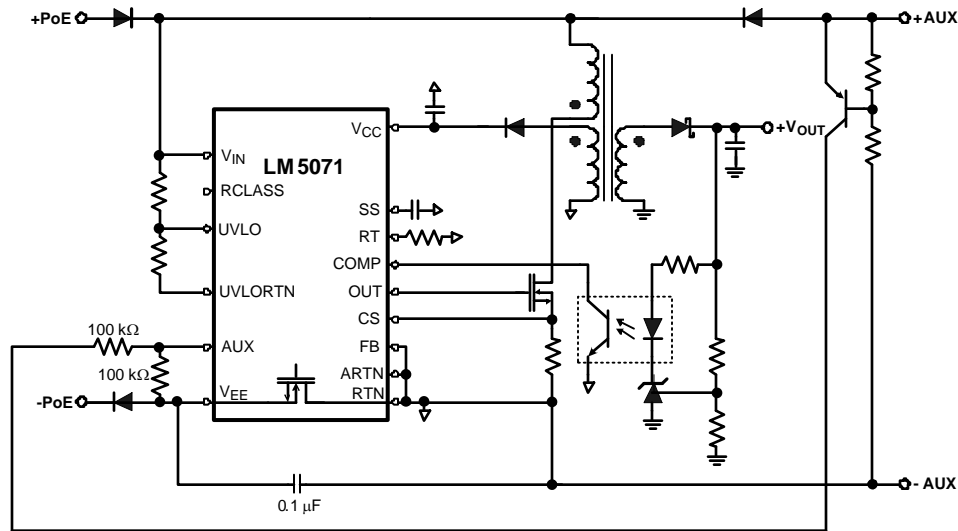 +PoE
+AUX
VCC
+VOUT
LM5071
VIN
RCLASS
SS
UVLO
RT
COMP
UVLORTN
OUT
CS
100 kΩ
AUX
FB
100 kΩ
ARTN
-PoE
VEE
RTN
0.1 μF
- AUX